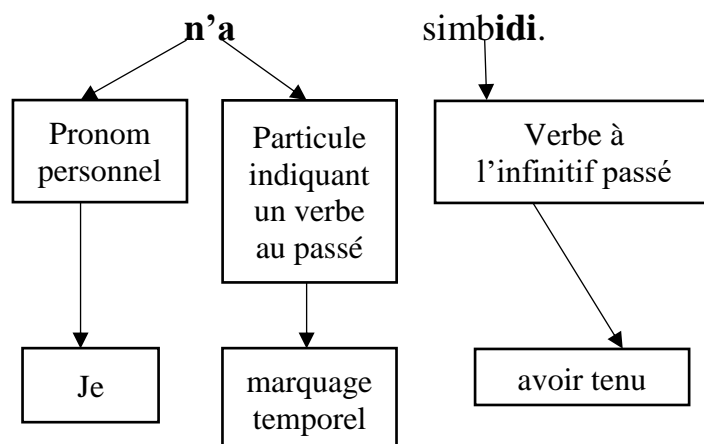 n’a simbidi.
Pronom
personnel
Particule
indiquant
un verbe
au passé
Verbe à
l’infinitif passé
Je
marquage
temporel
avoir tenu